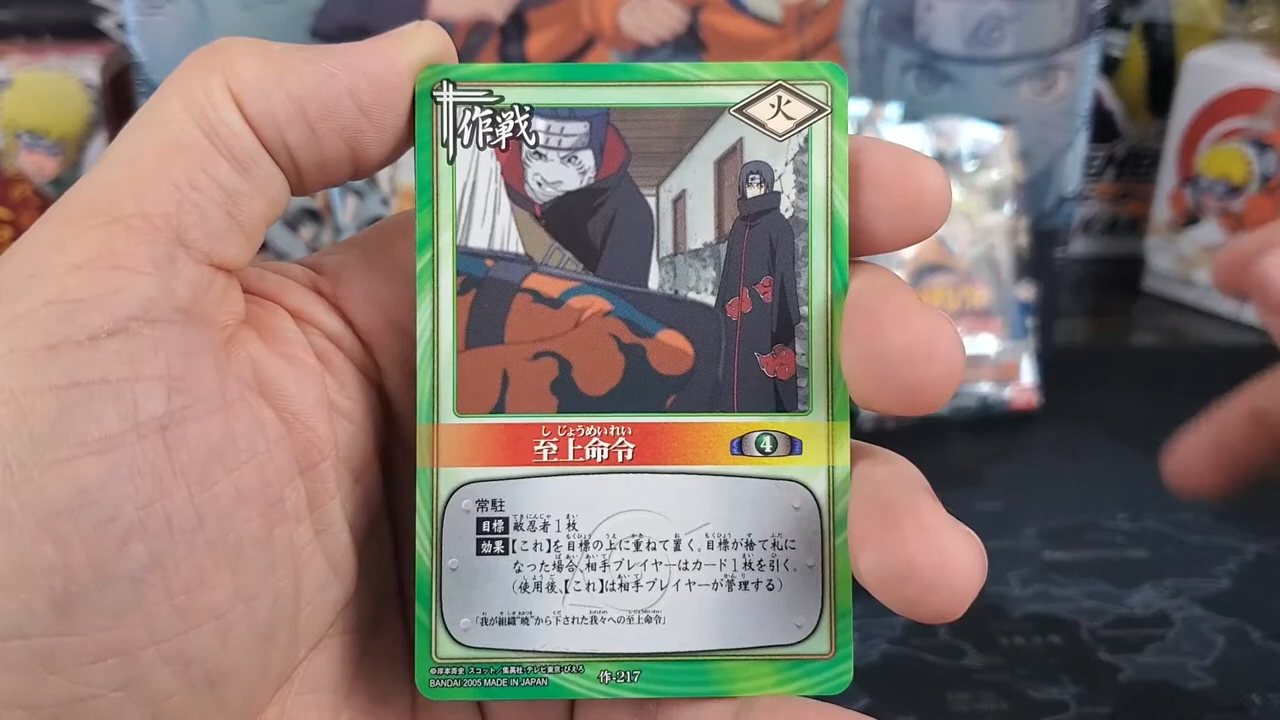 作戦
火
しじょうめいれい
至上命令
4
常駐
目標 敵忍者1枚
効果 【これ】を目標の上に重ねて置く。目標が捨て札に
なった場合、相手プレイヤーはカード1枚を引く。
(使用後、【これ】は相手プレイヤーが管理する)
「我が組織"暁"から下された我々への至上命令」
©岸本斉史 スコット/集英社・テレビ東京・ぴえろ
BANDAI 2005 MADE IN JAPAN
作-217